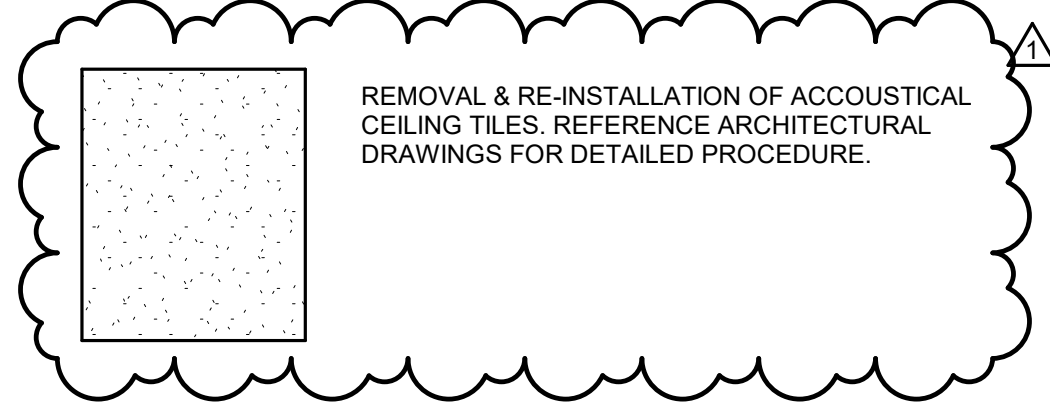 REMOVAL & RE-INSTALLATION OF ACCOUSTICAL
CEILING TILES. REFERENCE ARCHITECTURAL
DRAWINGS FOR DETAILED PROCEDURE.
1